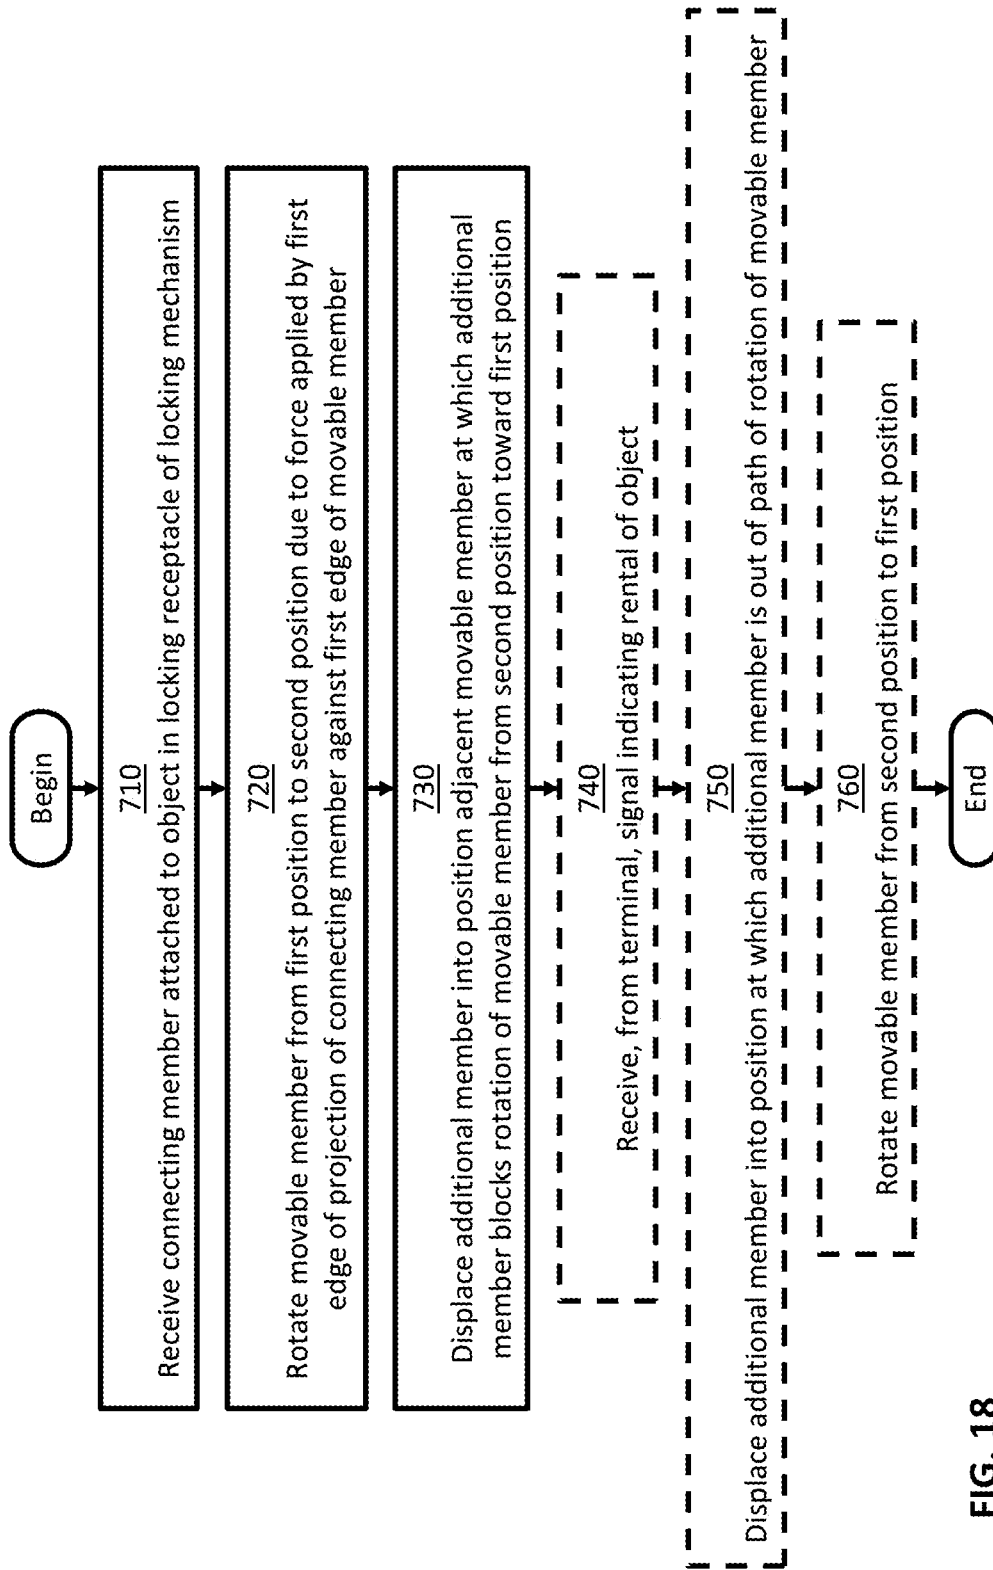 Begin
710
Receive connecting member attached to object in locking receptacle of locking mechanism
720
Rotate movable member from first position to second position due to force applied by first
edge of projection of connecting member against first edge of movable member
730
Displace additional member into position adjacent movable member at which additional
member blocks rotation of movable member from second position toward first position
740
Receive, from terminal, signal indicating rental of object
750
Displace additional member into position at which additional member is out of path of rotation of movable member
760
Rotate movable member from second position to first position
End
FIG. 18